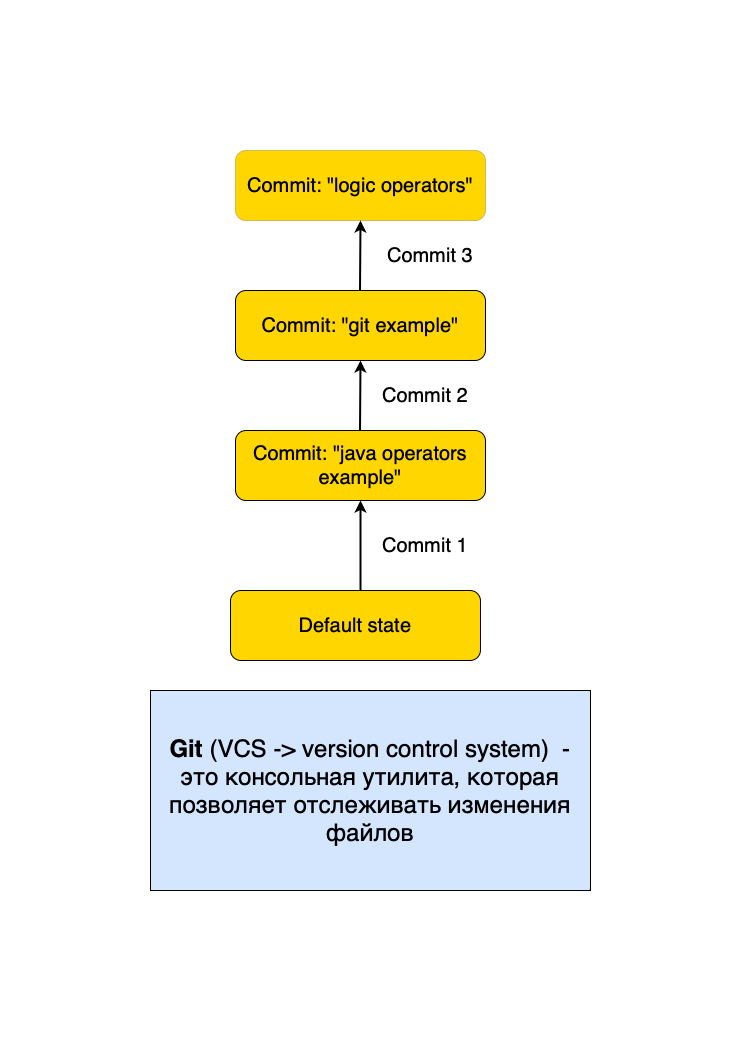 Commit: "logic operators"
Commit 3
Commit: "git example"
Commit 2
Commit: "java operators
example"
Commit 1
Default state
Git (VCS -> version control system)  -
это консольная утилита, которая
позволяет отслеживать изменения
файлов